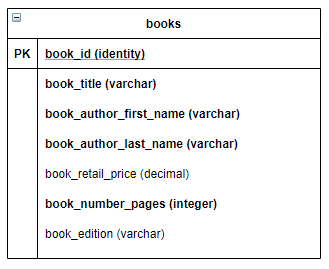 books
PK book_id (identity)
book_title (varchar)
book_author_first_name (varchar)
book_author_last_name (varchar)
book_retail_price (decimal)
book_number_pages (integer)
book_edition (varchar)